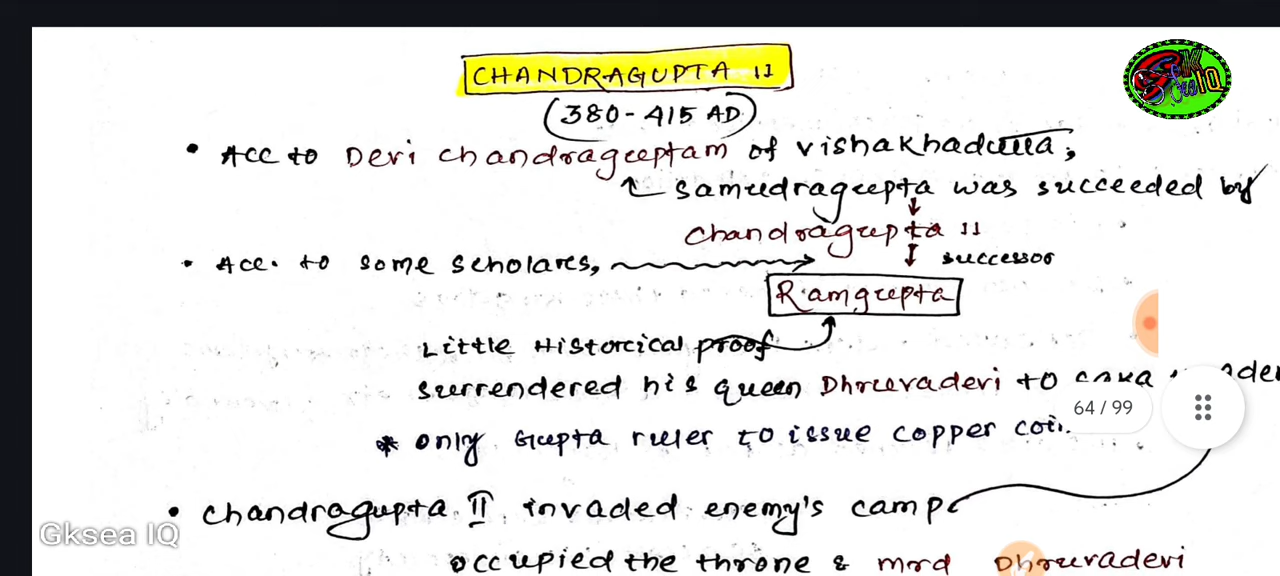 CHANDRAGUPTA II
(380-415 AD)
• Acc to Devi chandraguptam of vishakhadutta,
samudragupta was succeeded by
chandragupta II
• Acc. to some scholars,
successor
Ramgupta
Little Historical proof
surrendered his queen Dhruvadevi to
64 / 99
* only Gupta ruler to issue copper
• chandragupta II invaded enemy's camp
Gksea IQ
occupied the throne & mrd Dhruvadevi